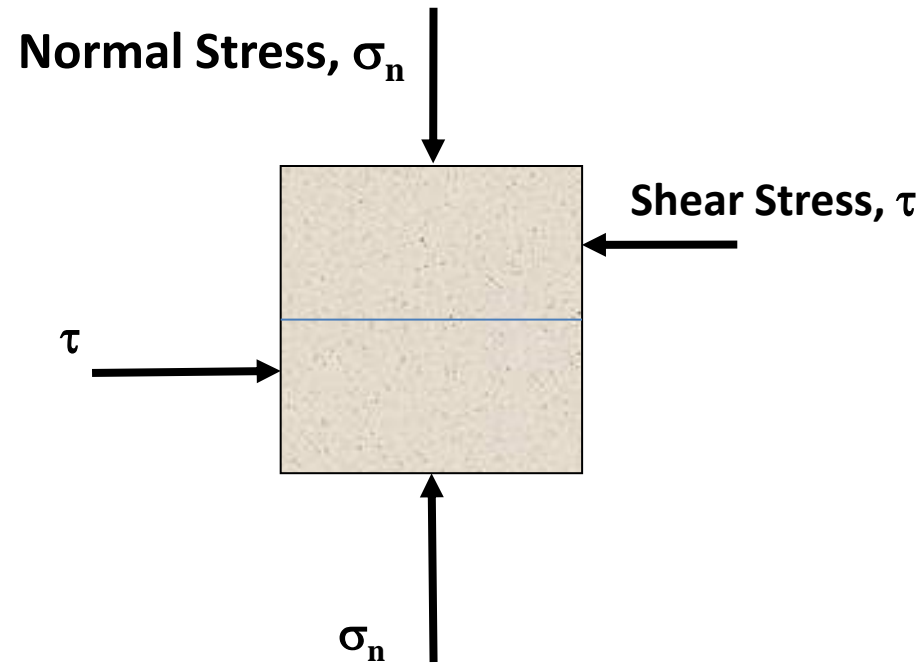 Normal Stress, σn
Shear Stress, τ
τ
σn